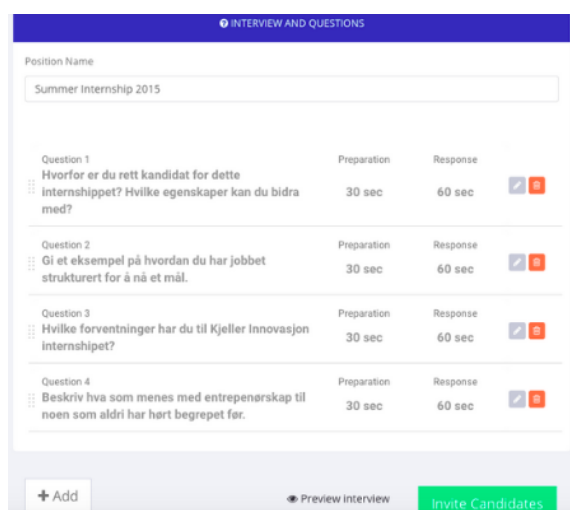 INTERVIEW AND QUESTIONS
Position Name
Summer Internship 2015
Question 1
Preparation
Response
Hvorfor er du rett kandidat for dette
internshippet? Hvilke egenskaper kan du bidra
med?
30 sec
60 sec
Question 2
Preparation
Response
Gi et eksempel på hvordan du har jobbet
strukturert for å nå et mål.
30 sec
60 sec
Question 3
Preparation
Response
Hvilke forventninger har du til Kjeller Innovasjon
internshipet?
30 sec
60 sec
Question 4
Preparation
Response
Beskriv hva som menes med entrepenørskap til
noen som aldri har hørt begrepet før.
30 sec
60 sec
+ Add
Preview interview
Invite Candidates